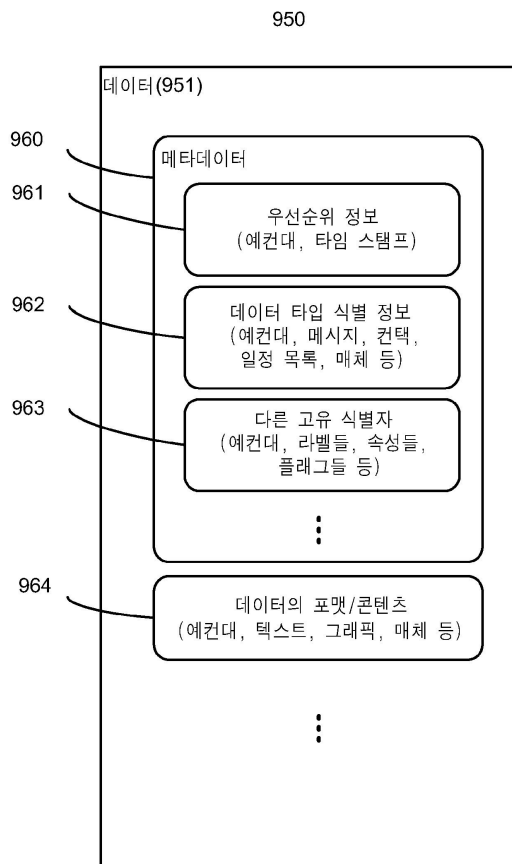 950
데이터(951)
960
메타데이터
961
우선순위 정보
(예컨대, 타임 스탬프)
962
데이터 타입 식별 정보
(예컨대, 메시지, 컨택,
일정 목록, 매체 등)
963
다른 고유 식별자
(예컨대, 라벨들, 속성들,
플래그들 등)
964
데이터의 포맷/콘텐츠
(예컨대, 텍스트, 그래픽, 매체 등)